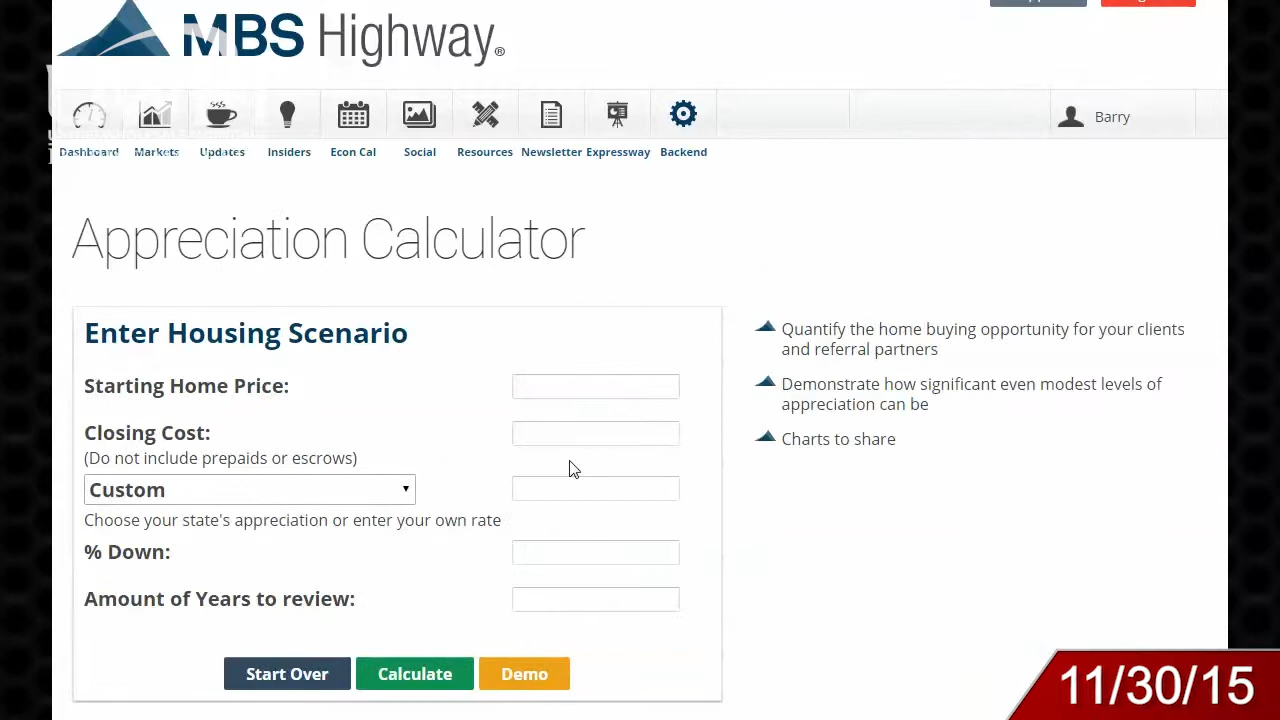 MBS Highway®
Barry
Dashboard Markets Updates Insiders Econ Cal Social Resources Newsletter Expressway Backend
Appreciation Calculator
Enter Housing Scenario
Starting Home Price:
Closing Cost:
(Do not include prepaids or escrows)
Custom
Choose your state's appreciation or enter your own rate
% Down:
Amount of Years to review:
Start Over Calculate Demo
Quantify the home buying opportunity for your clients
and referral partners
Demonstrate how significant even modest levels of
appreciation can be
Charts to share
11/30/15